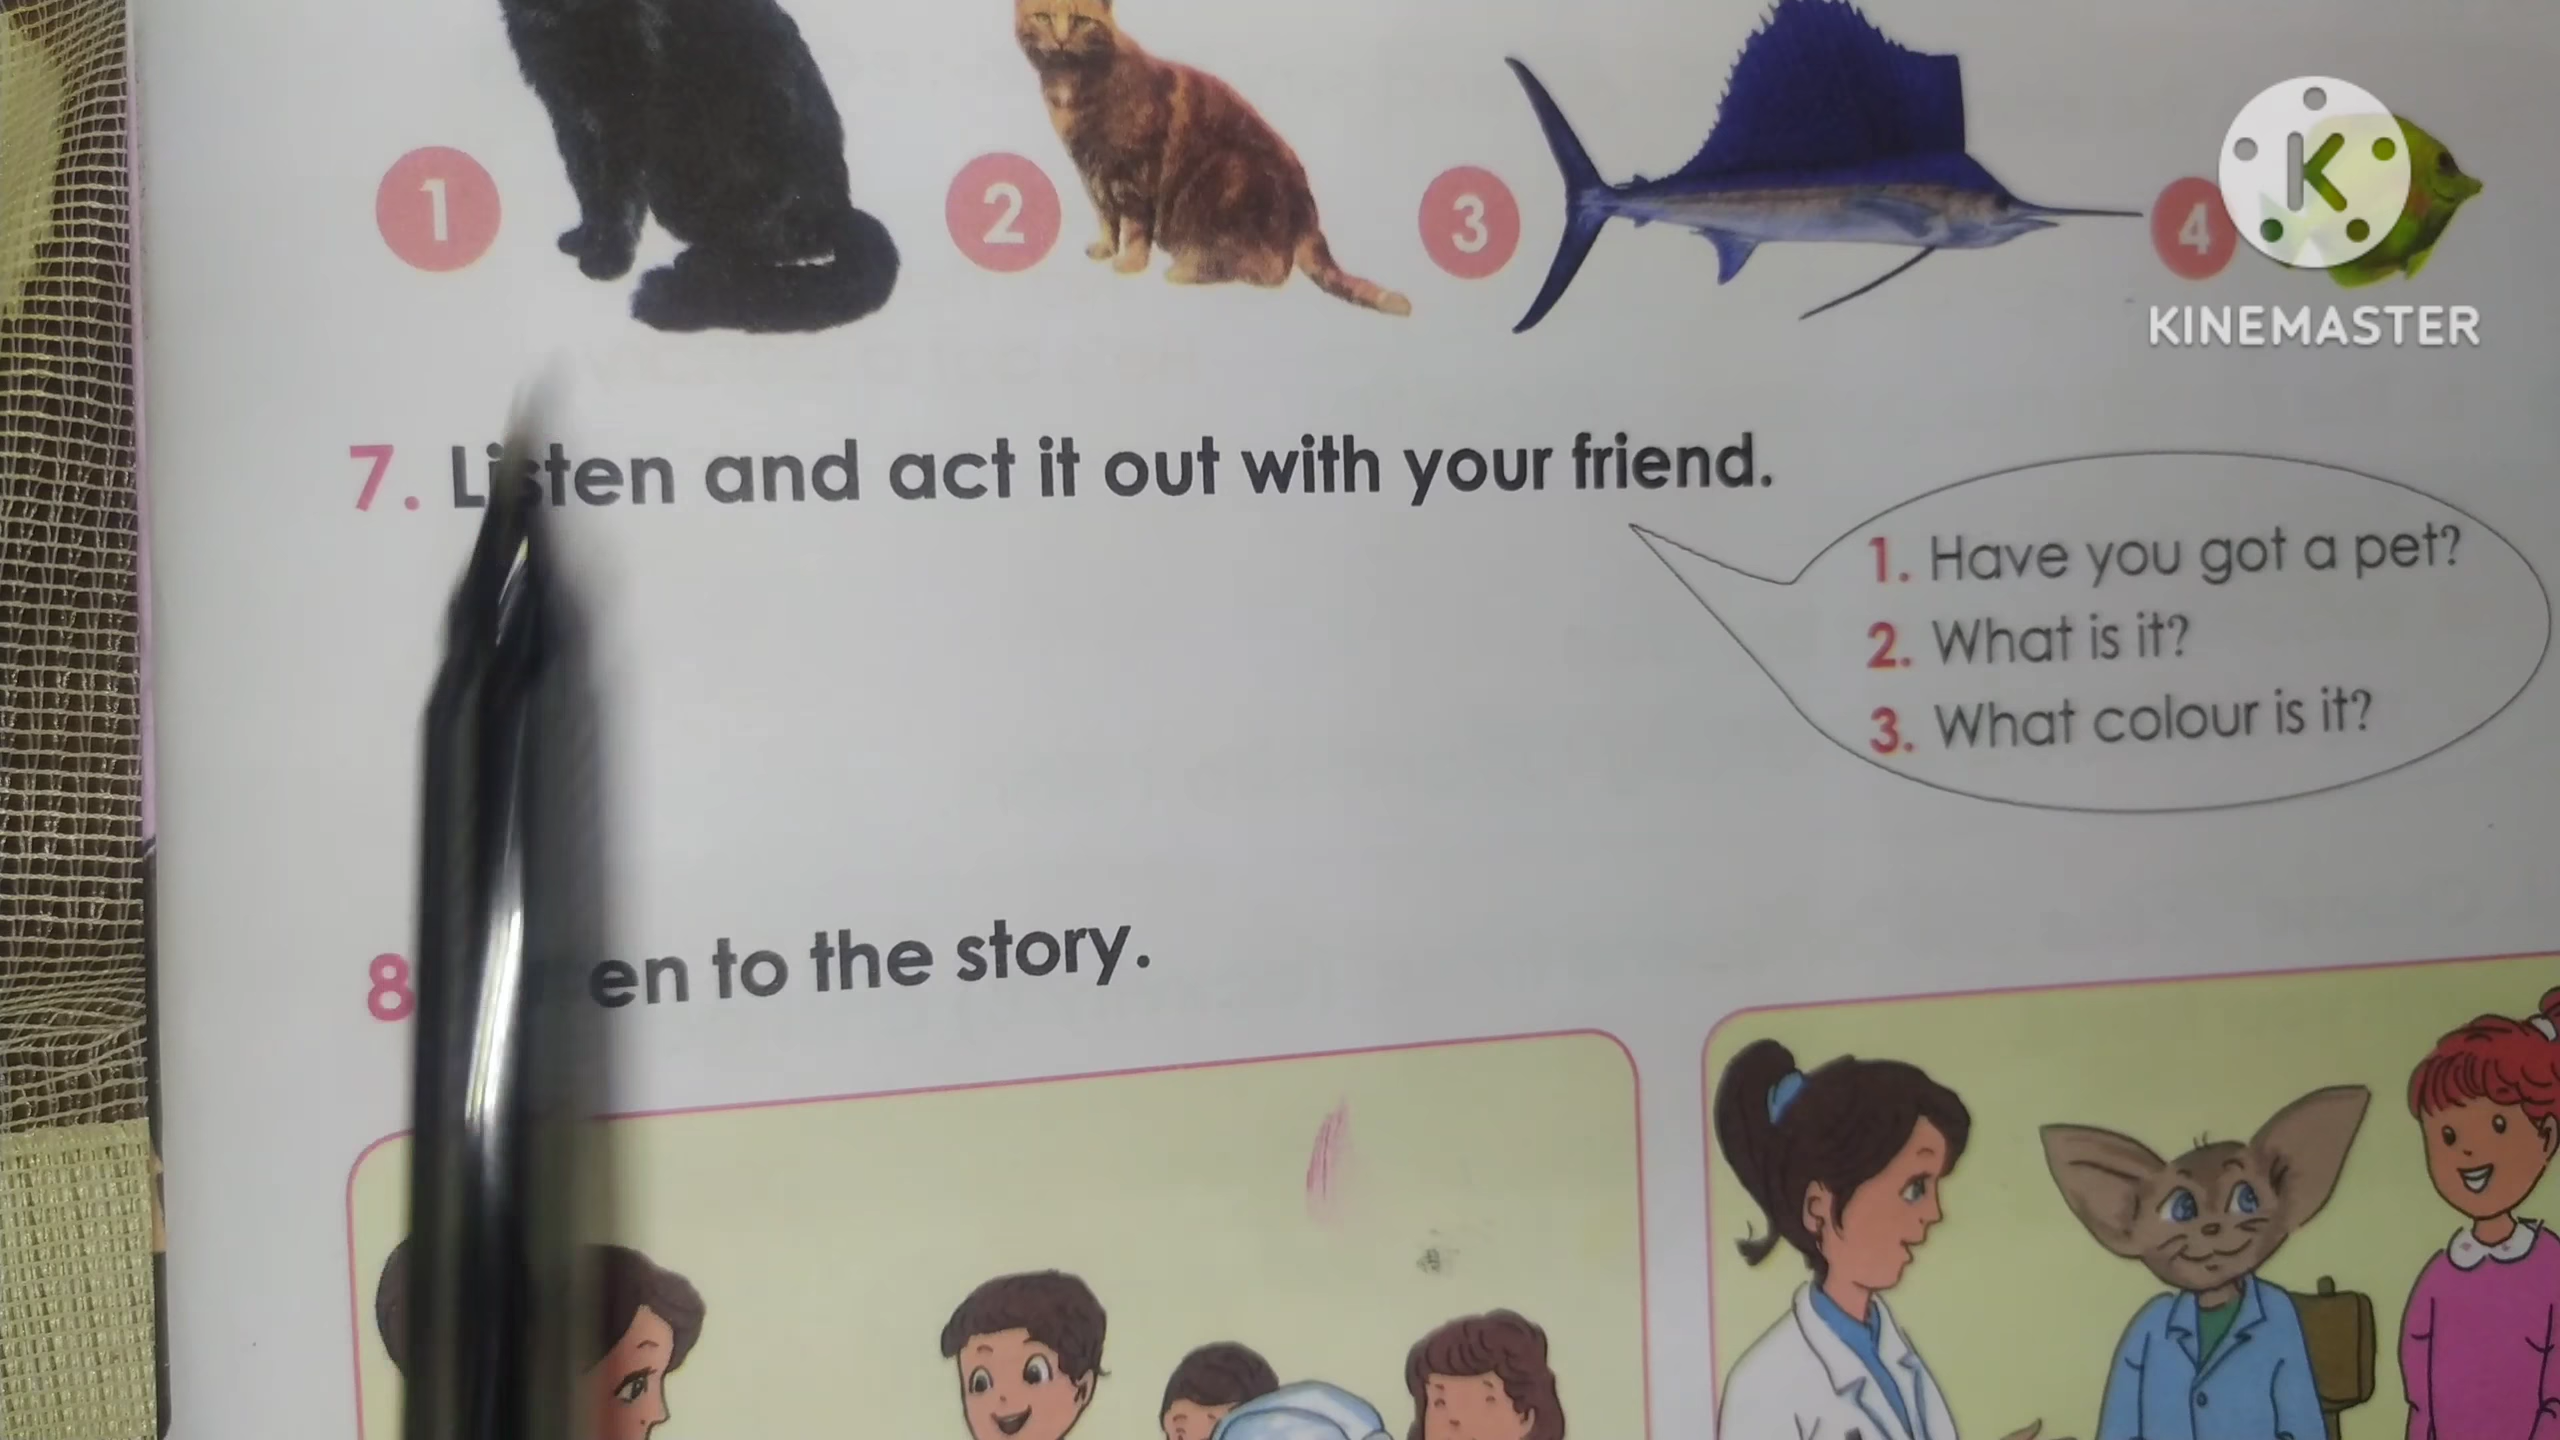 1
2
3
4
K
KINEMASTER
7. Listen and act it out with your friend.
1. Have you got a pet?
2. What is it?
3. What colour is it?
8 en to the story.